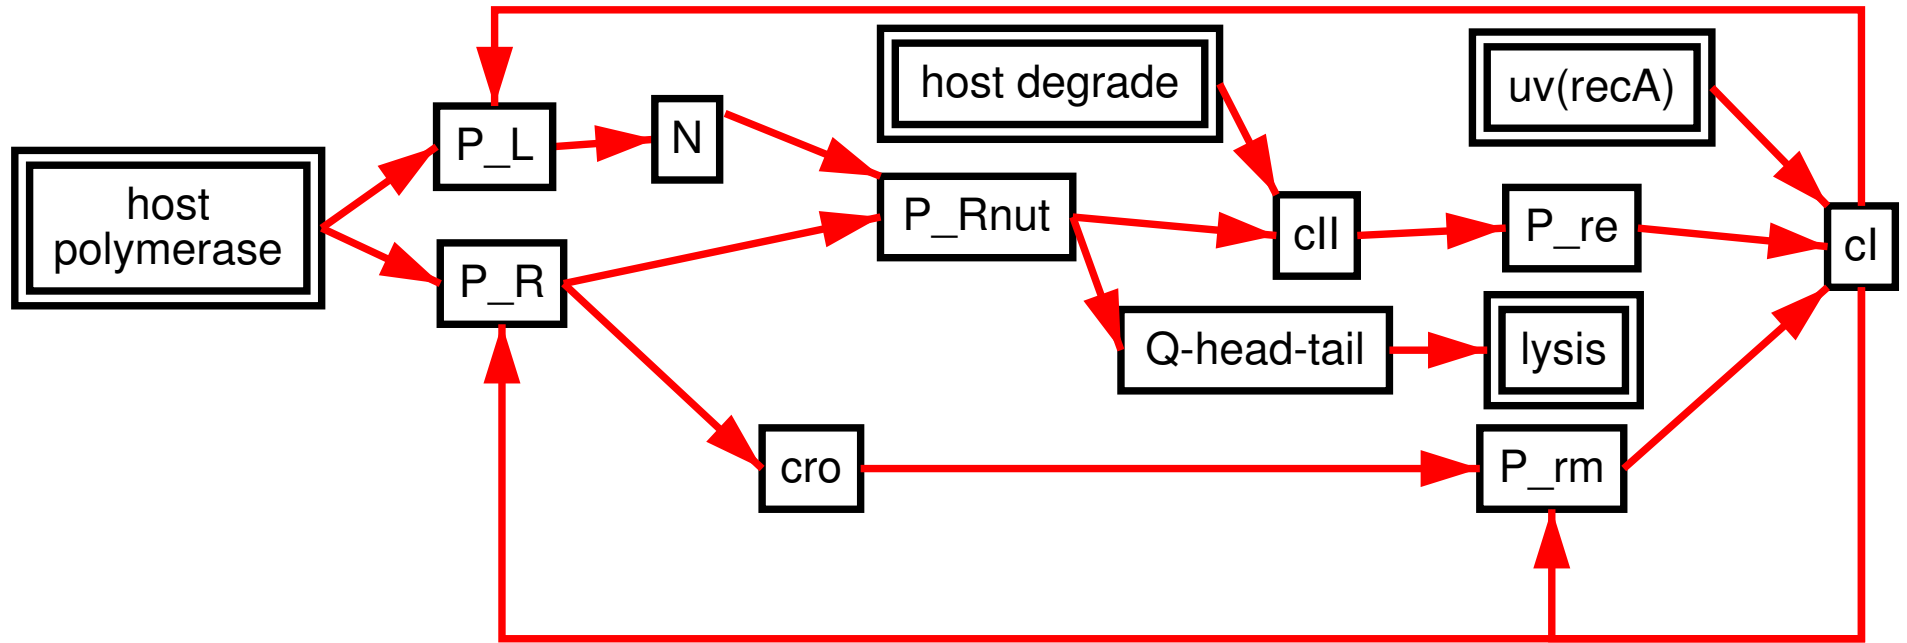 host degrade
uv(recA)
P_L
N
host
polymerase
P_Rnut
cII
P_re
cI
P_R
Q-head-tail
lysis
cro
P_rm